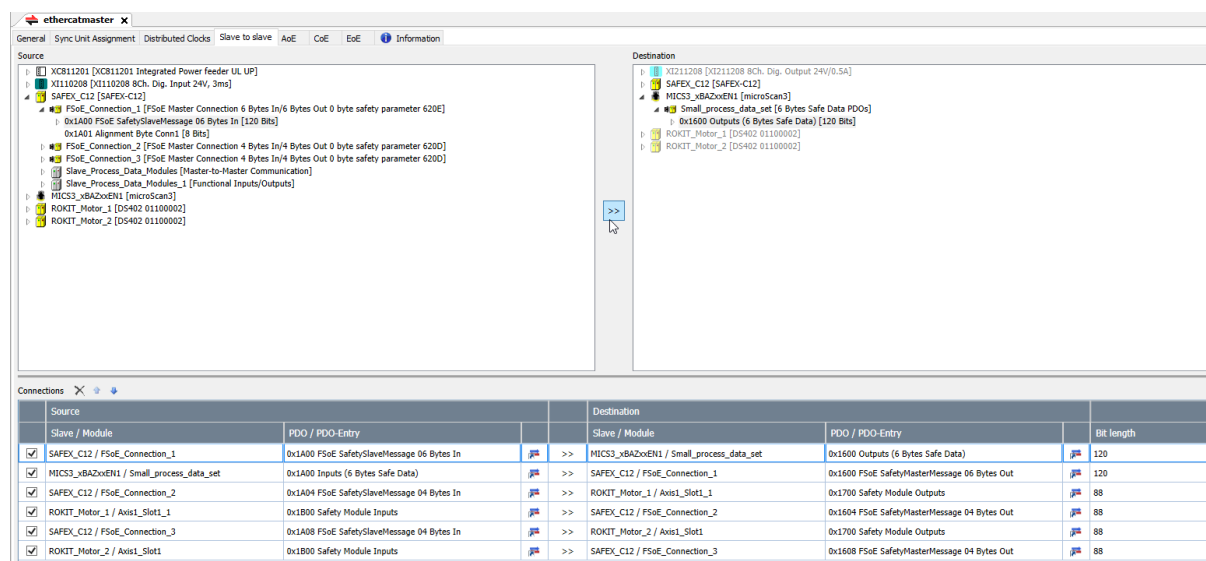 ethercatmaster x
General Sync Unit Assignment Distributed Clocks Slave to slave AoE CoE EoE Information
Source
XC811201 [XC811201 Integrated Power feeder UL UP]
XI110208 [XI110208 8Ch. Dig. Input 24V, 3ms]
SAFEX_C12 [SAFEX-C12]
FSoE_Connection_1 [FSoE Master Connection 6 Bytes In/6 Bytes Out 0 byte safety parameter 620E]
0x1A00 FSoE SafetySlaveMessage 06 Bytes In [120 Bits]
0x1A01 Alignment Byte Conn1 [8 Bits]
FSoE_Connection_2 [FSoE Master Connection 4 Bytes In/4 Bytes Out 0 byte safety parameter 620D]
FSoE_Connection_3 [FSoE Master Connection 4 Bytes In/4 Bytes Out 0 byte safety parameter 620D]
Slave_Process_Data_Modules [Master-to-Master Communication]
Slave_Process_Data_Modules_1 [Functional Inputs/Outputs]
MICS3_xBAZxxEN1 [microScan3]
ROKIT_Motor_1 [DS402 01100002]
ROKIT_Motor_2 [DS402 01100002]
>>
Destination
XI211208 [XI211208 8Ch. Dig. Output 24V/0.5A]
SAFEX_C12 [SAFEX-C12]
MICS3_xBAZxxEN1 [microScan3]
Small_process_data_set [6 Bytes Safe Data PDOs]
0x1600 Outputs (6 Bytes Safe Data) [120 Bits]
ROKIT_Motor_1 [DS402 01100002]
ROKIT_Motor_2 [DS402 01100002]
Connections
Source Destination
Slave / Module PDO / PDO-Entry Slave / Module PDO / PDO-Entry Bit length
SAFEX_C12 / FSoE_Connection_1 0x1A00 FSoE SafetySlaveMessage 06 Bytes In >> MICS3_xBAZxxEN1 / Small_process_data_set 0x1600 Outputs (6 Bytes Safe Data) 120
MICS3_xBAZxxEN1 / Small_process_data_set 0x1A00 Inputs (6 Bytes Safe Data) >> SAFEX_C12 / FSoE_Connection_1 0x1600 FSoE SafetyMasterMessage 06 Bytes Out 120
SAFEX_C12 / FSoE_Connection_2 0x1A04 FSoE SafetySlaveMessage 04 Bytes In >> ROKIT_Motor_1 / Axis1_Slot1_1 0x1700 Safety Module Outputs 88
ROKIT_Motor_1 / Axis1_Slot1_1 0x1B00 Safety Module Inputs >> SAFEX_C12 / FSoE_Connection_2 0x1604 FSoE SafetyMasterMessage 04 Bytes Out 88
SAFEX_C12 / FSoE_Connection_3 0x1A08 FSoE SafetySlaveMessage 04 Bytes In >> ROKIT_Motor_2 / Axis1_Slot1 0x1700 Safety Module Outputs 88
ROKIT_Motor_2 / Axis1_Slot1 0x1B00 Safety Module Inputs >> SAFEX_C12 / FSoE_Connection_3 0x1608 FSoE SafetyMasterMessage 04 Bytes Out 88